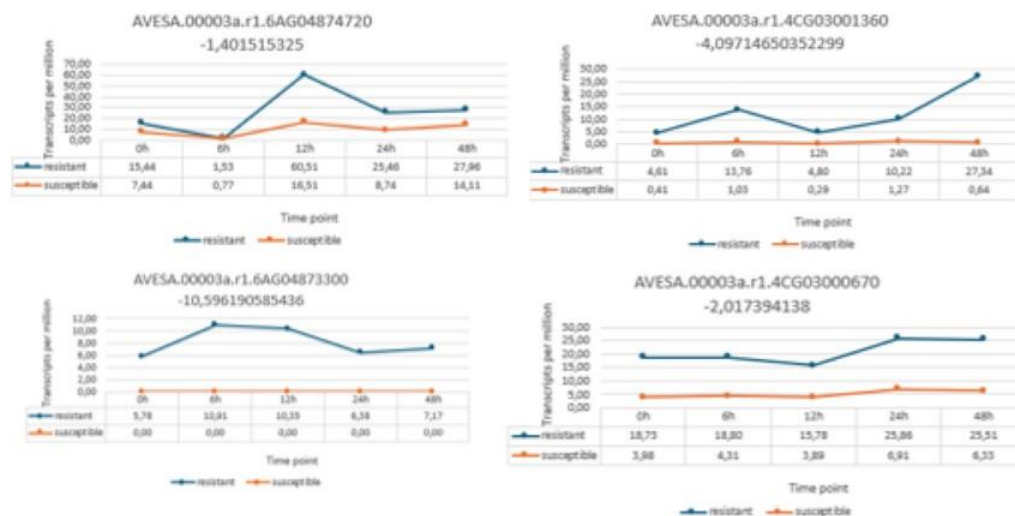 AVESA.00003a.r1.6AG04874720
-1,401515325
Transcripts per million
70,00
60,00
50,00
40,00
30,00
20,00
10,00
0,00
0h 6h 12h 24h 48h
resistant 15,44 1,53 60,51 25,46 27,96
susceptible 7,44 0,77 16,51 8,74 14,11
Time point
resistant susceptible
AVESA.00003a.r1.4CG03001360
-4,09714650352299
Transcripts per million
30,00
25,00
20,00
15,00
10,00
5,00
0,00
0h 6h 12h 24h 48h
resistant 4,61 13,76 4,80 10,22 27,34
susceptible 0,41 1,03 0,29 1,27 0,64
Time point
resistant susceptible
AVESA.00003a.r1.6AG04873300
-10,596190585436
Transcripts per million
12,00
10,00
8,00
6,00
4,00
2,00
0,00
0h 6h 12h 24h 48h
resistant 5,78 10,91 10,35 6,38 7,17
susceptible 0,00 0,00 0,00 0,00 0,00
Time point
resistant susceptible
AVESA.00003a.r1.4CG03000670
-2,017394138
Transcripts per million
30,00
25,00
20,00
15,00
10,00
5,00
0,00
0h 6h 12h 24h 48h
resistant 18,73 18,80 15,78 25,86 25,51
susceptible 3,98 4,31 3,89 6,91 6,33
Time point
resistant susceptible